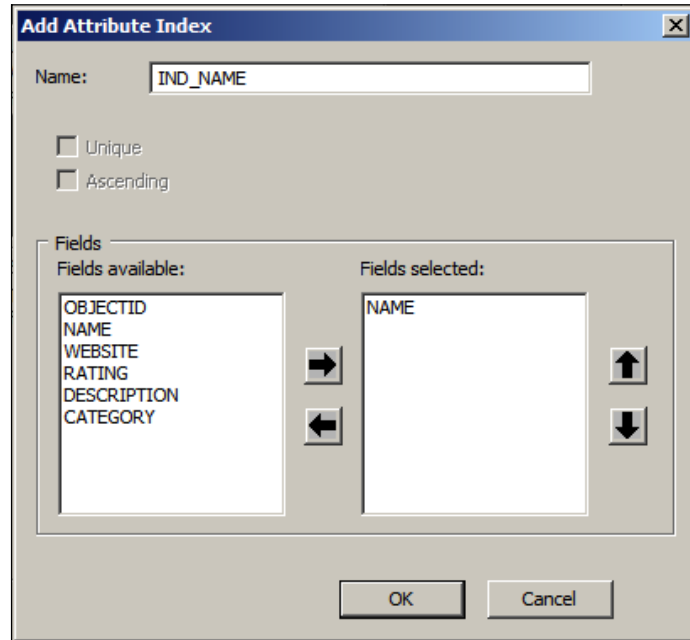 Add Attribute Index
Name: IND_NAME
Unique
Ascending
Fields
Fields available:
OBJECTID
NAME
WEBSITE
RATING
DESCRIPTION
CATEGORY
Fields selected:
NAME
OK Cancel